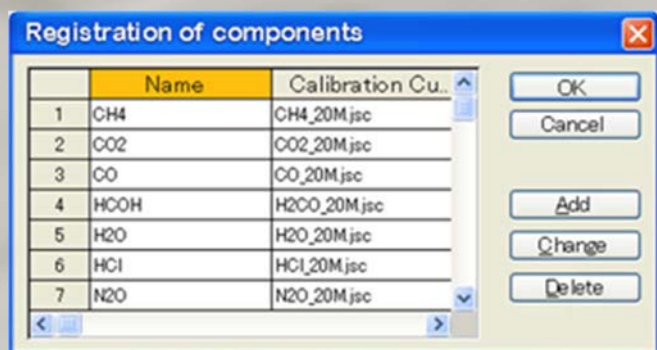 Registration of components
Name Calibration Cu..
1 CH4 CH4_20M.jsc
2 CO2 CO2_20M.jsc
3 CO CO_20M.jsc
4 HCOH H2CO_20M.jsc
5 H2O H2O_20M.jsc
6 HCl HCl_20M.jsc
7 N2O N2O_20M.jsc
OK
Cancel
Add
Change
Delete